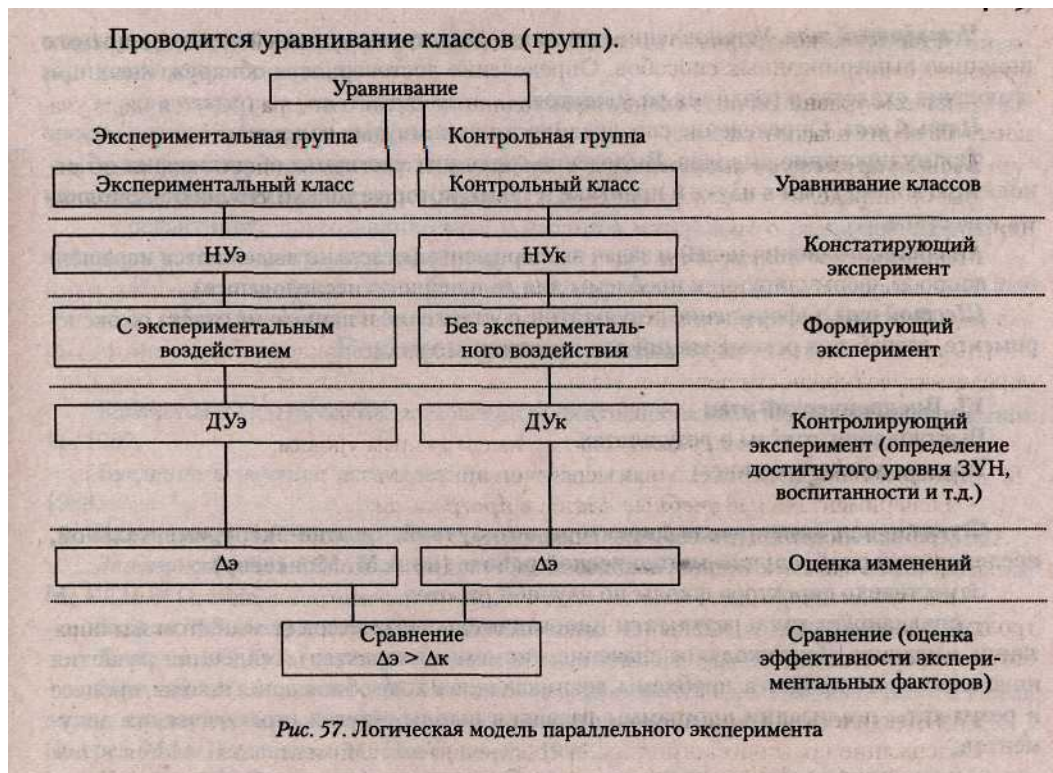 Проводится уравнивание классов (групп).
Уравнивание
Экспериментальная группа
Контрольная группа
Экспериментальный класс
Контрольный класс
Уравнивание классов
НУэ
НУк
Констатирующий
эксперимент
С экспериментальным
воздействием
Без эксперименталь-
ного воздействия
Формирующий
эксперимент
ДУэ
ДУк
Контролирующий
эксперимент (определение
достигнутого уровня ЗУН,
воспитанности и т.д.)
Δэ
Δэ
Оценка изменений
Сравнение
Δэ > Δк
Сравнение (оценка
эффективности экспери-
ментальных факторов)
Рис. 57. Логическая модель параллельного эксперимента